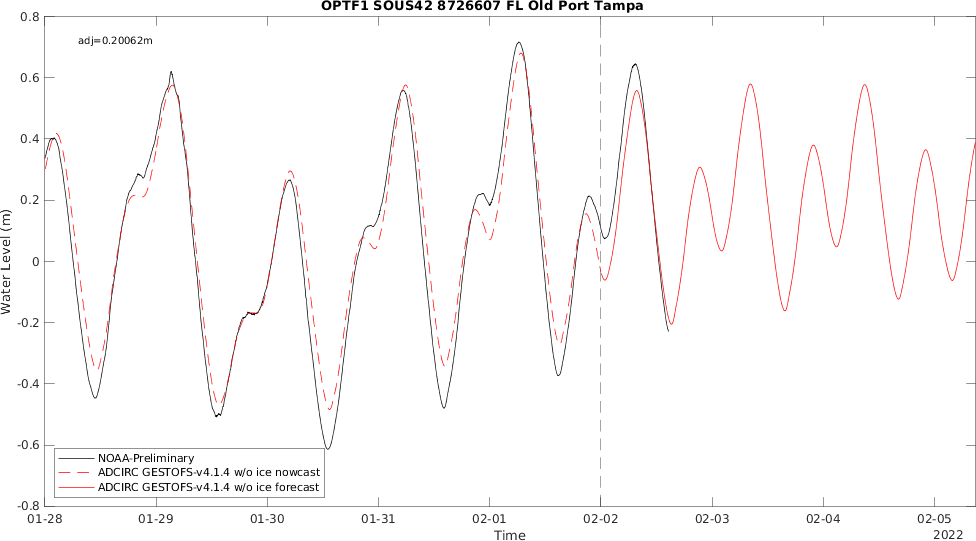 OPTF1 SOUS42 8726607 FL Old Port Tampa
adj=0.20062m
0.8
0.6
0.4
0.2
0
-0.2
-0.4
-0.6
-0.8
Water Level (m)
NOAA-Preliminary
ADCIRC GESTOFS-v4.1.4 w/o ice nowcast
ADCIRC GESTOFS-v4.1.4 w/o ice forecast
01-28 01-29 01-30 01-31 02-01 02-02 02-03 02-04 02-05
Time
2022